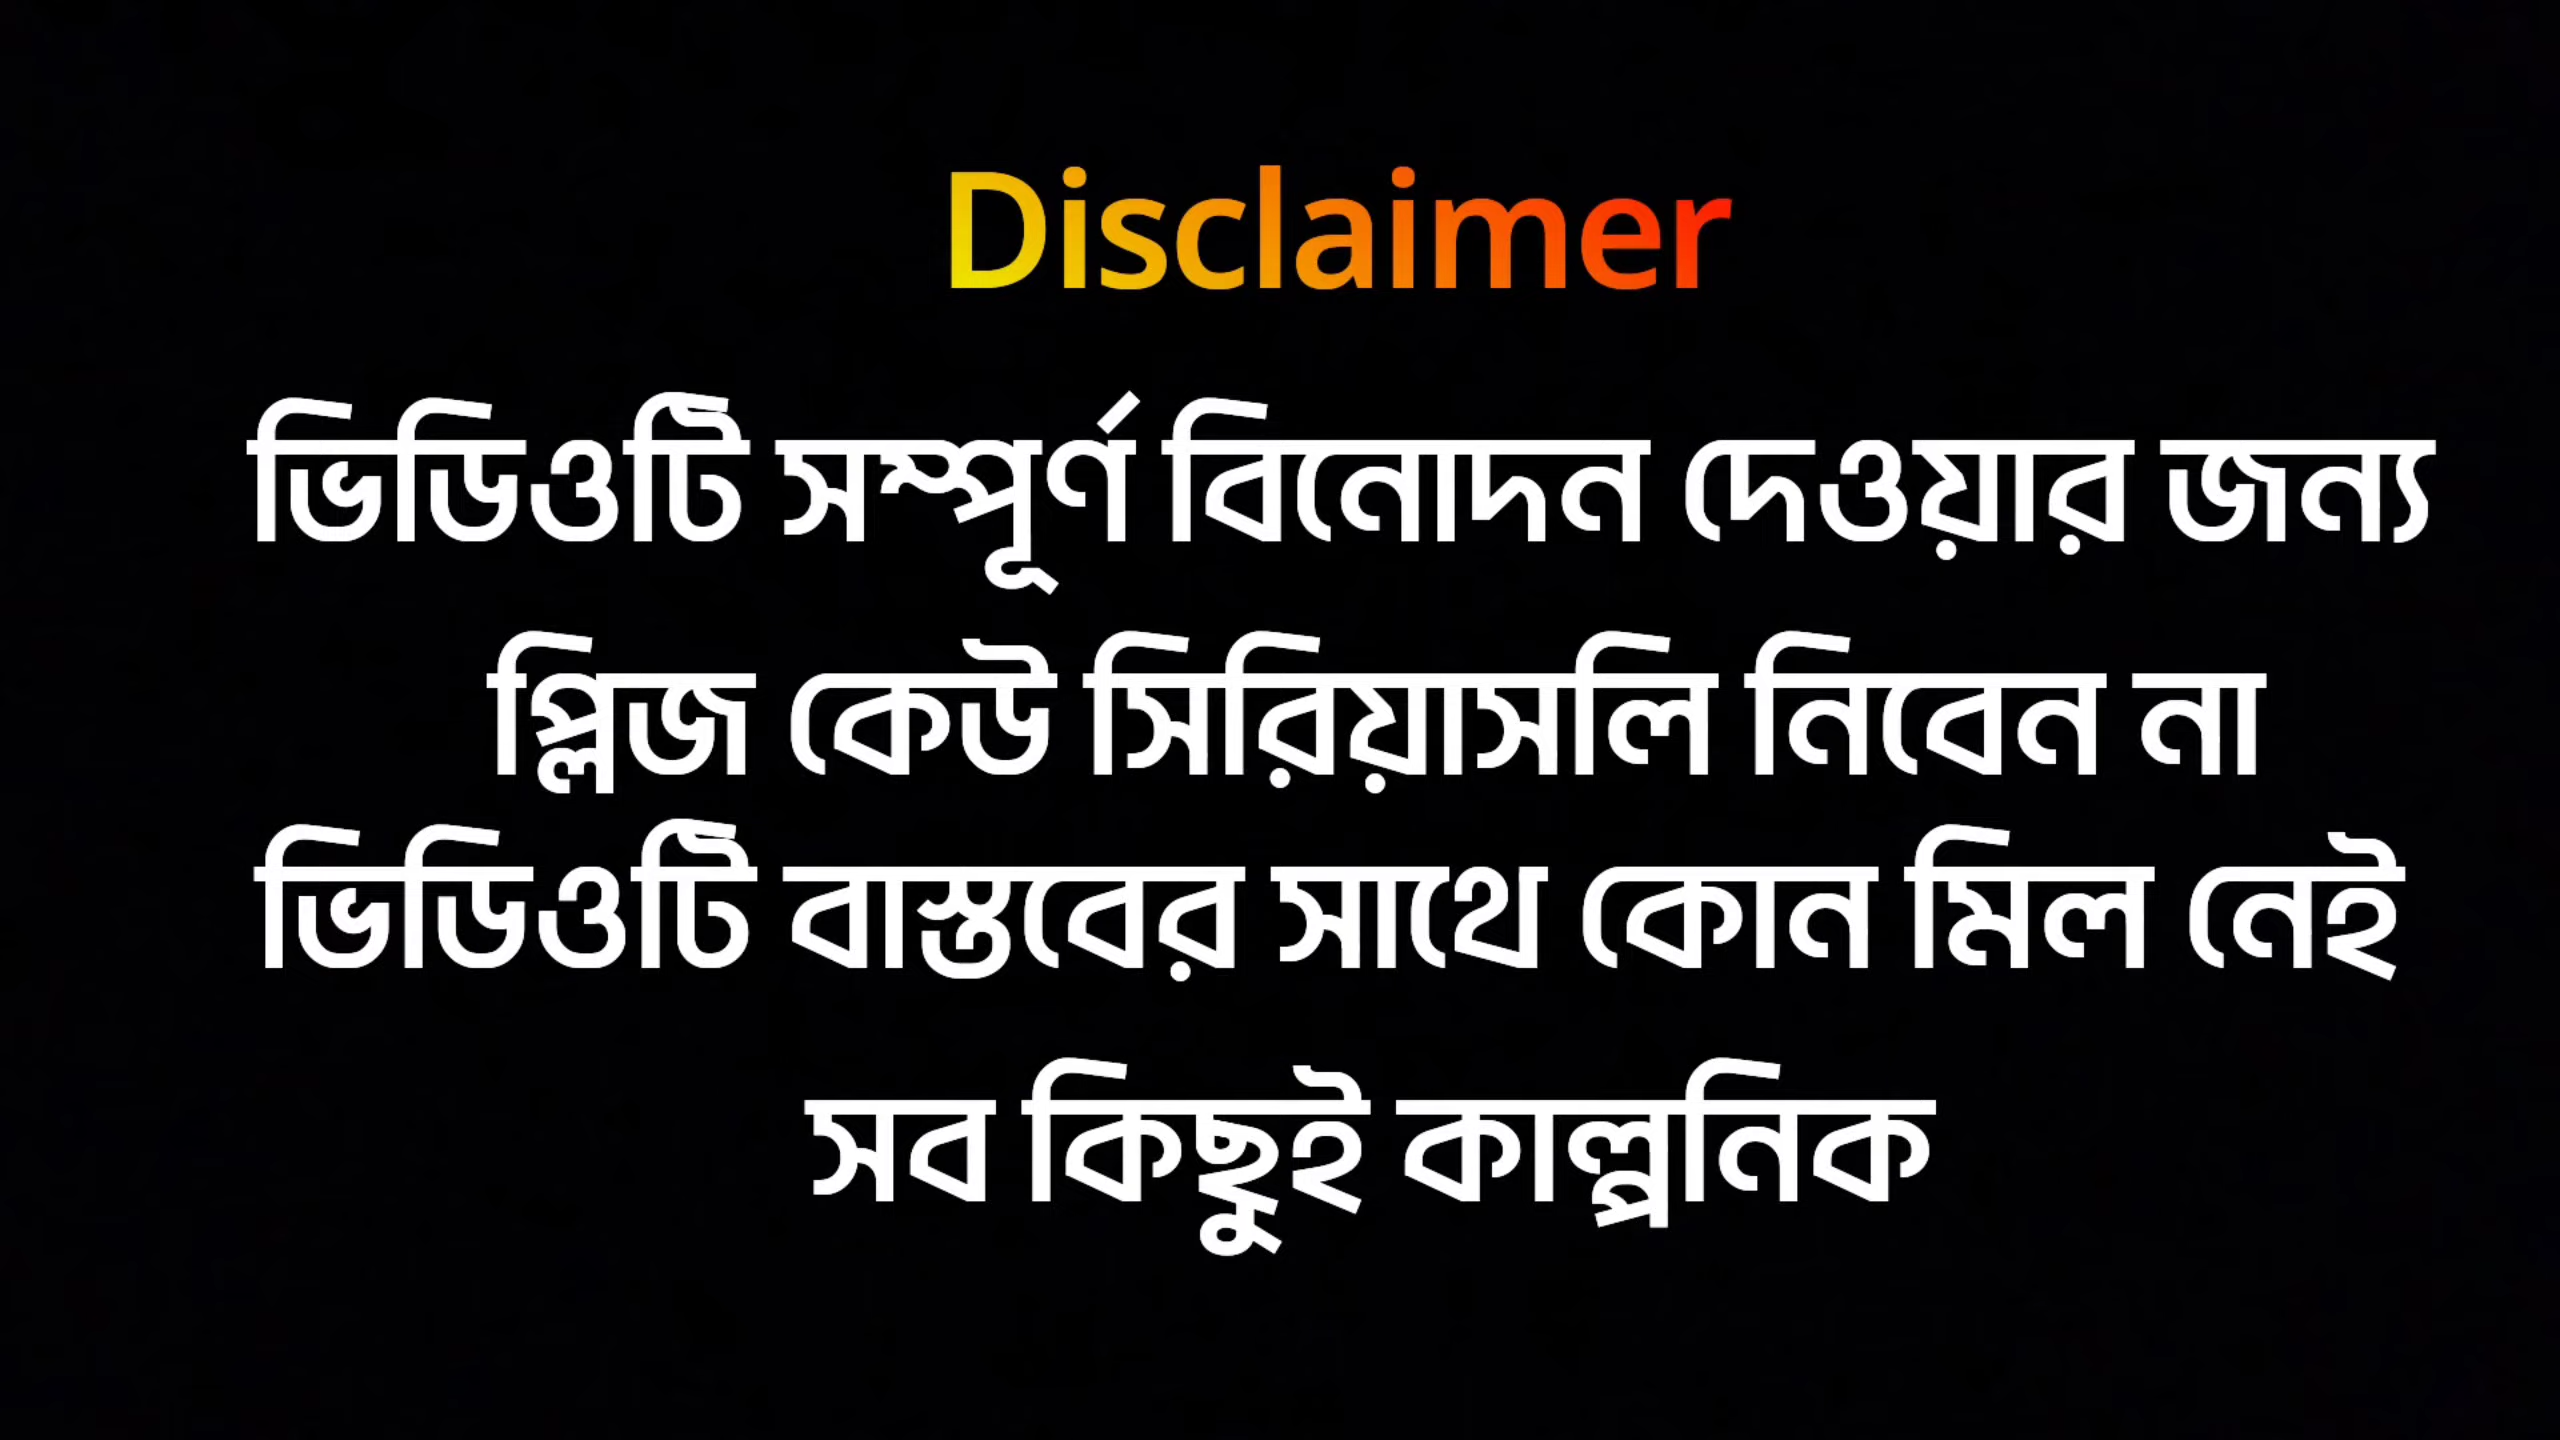 Disclaimer
ভিডিওটি সম্পূর্ণ বিনোদন দেওয়ার জন্য
প্লিজ কেউ সিরিয়াসলি নিবেন না
ভিডিওটি বাস্তবের সাথে কোন মিল নেই
সব কিছুই কাল্পনিক